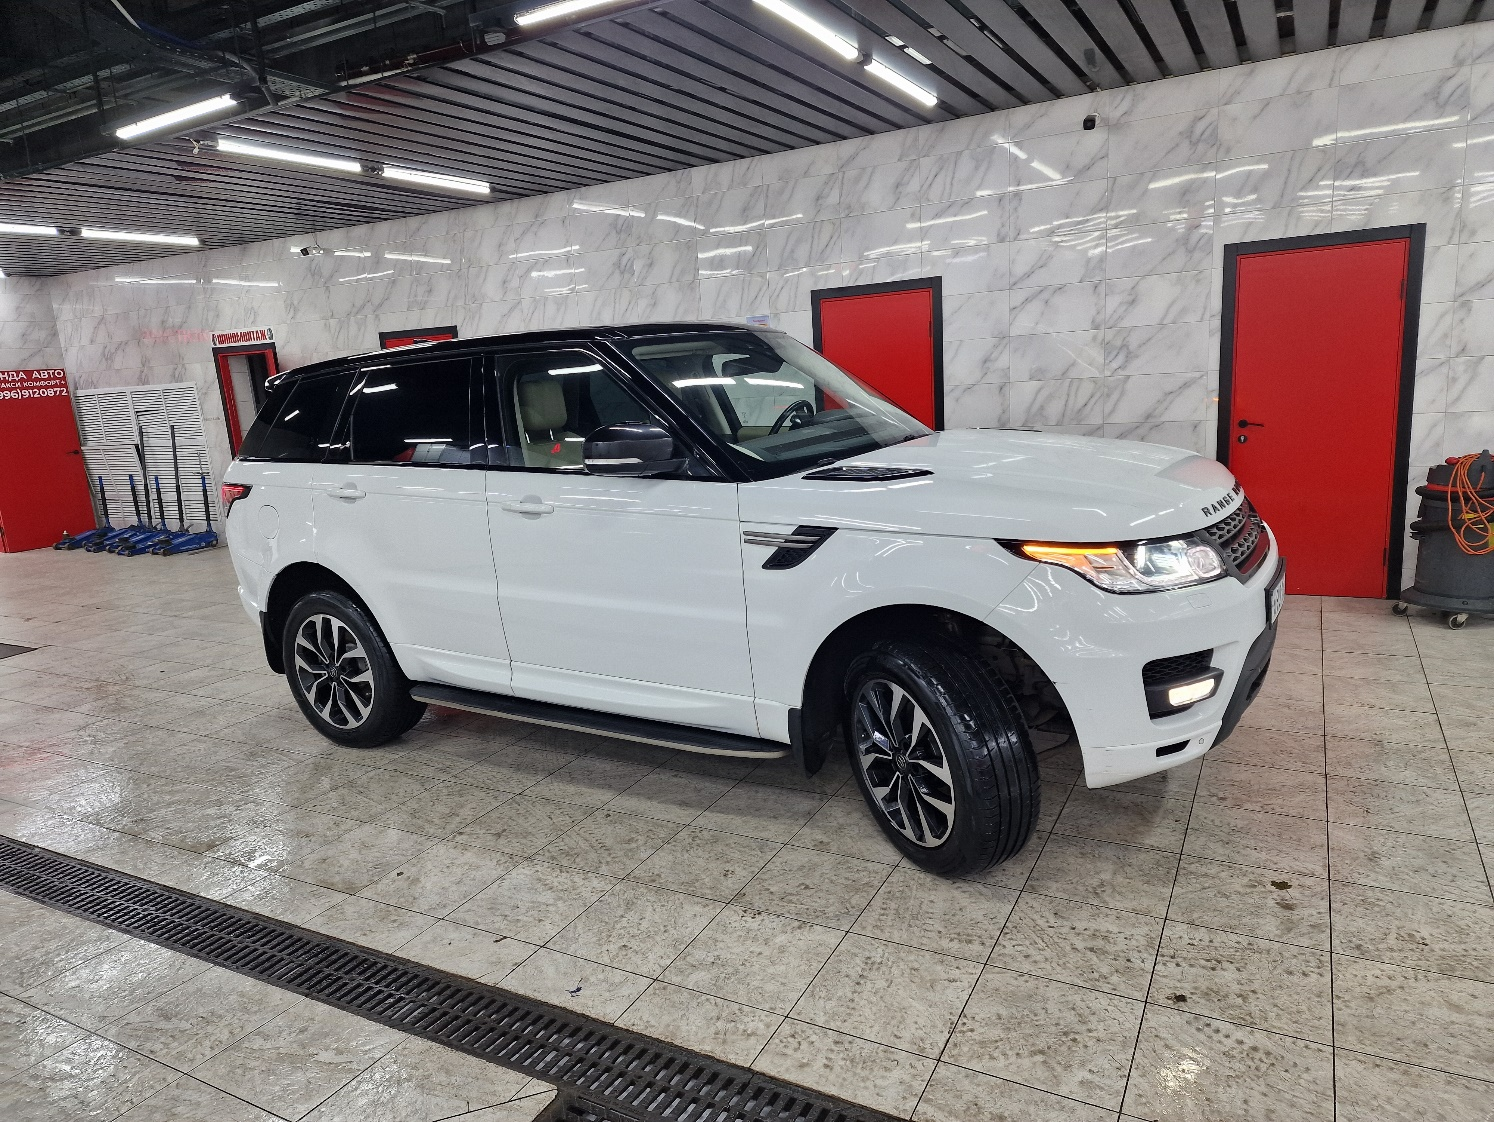 ШИНОМОНТАЖ
НДА АВТО
АКСИ КОМФОРТ+
996)9120872
RANGE